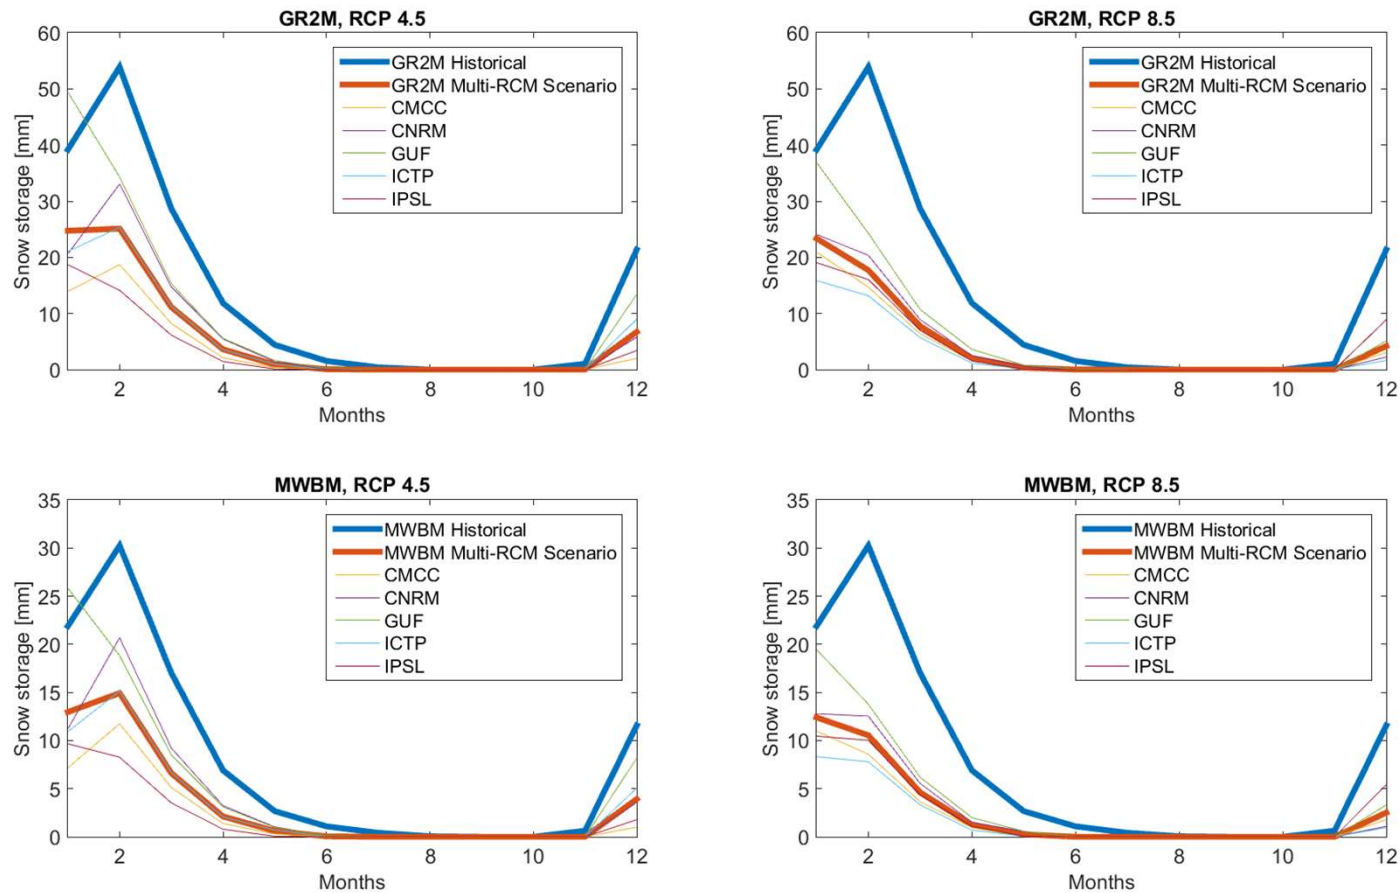 GR2M, RCP 4.5
60
50
40
30
20
10
0
Snow storage [mm]
GR2M Historical
GR2M Multi-RCM Scenario
CMCC
CNRM
GUF
ICTP
IPSL
2 4 6 8 10 12
Months
GR2M, RCP 8.5
60
50
40
30
20
10
0
Snow storage [mm]
GR2M Historical
GR2M Multi-RCM Scenario
CMCC
CNRM
GUF
ICTP
IPSL
2 4 6 8 10 12
Months
MWBM, RCP 4.5
35
30
25
20
15
10
5
0
Snow storage [mm]
MWBM Historical
MWBM Multi-RCM Scenario
CMCC
CNRM
GUF
ICTP
IPSL
2 4 6 8 10 12
Months
MWBM, RCP 8.5
35
30
25
20
15
10
5
0
Snow storage [mm]
MWBM Historical
MWBM Multi-RCM Scenario
CMCC
CNRM
GUF
ICTP
IPSL
2 4 6 8 10 12
Months